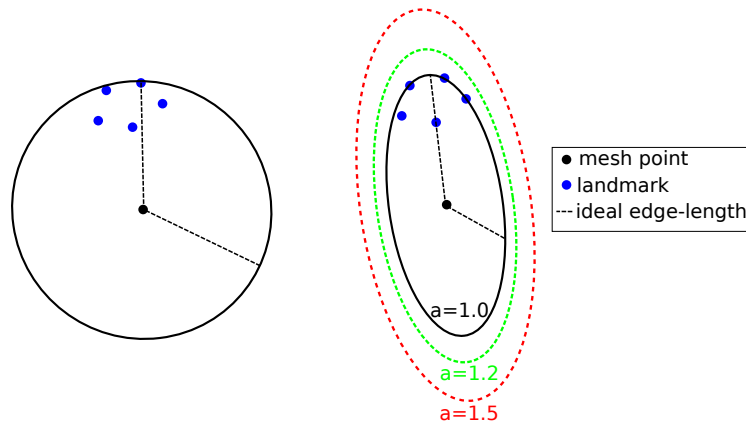 mesh point
landmark
ideal edge-length
a=1.0
a=1.2
a=1.5